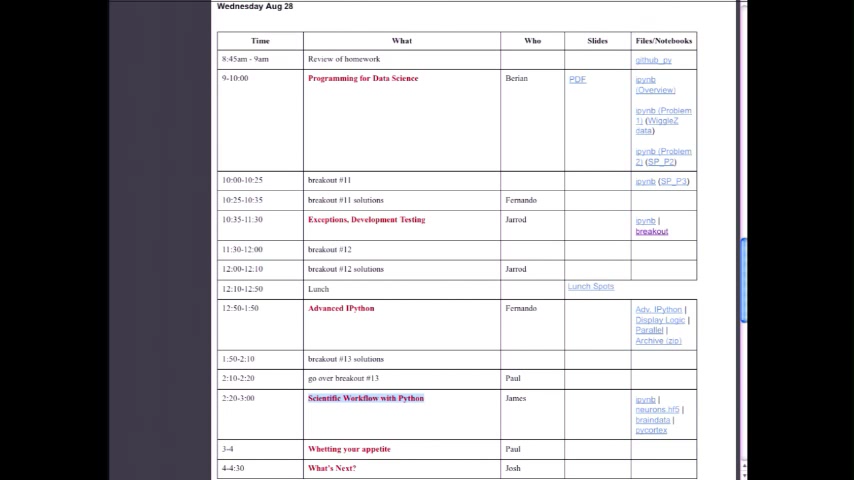 Wednesday Aug 28
Time What Who Slides Files/Notebooks
8:45am - 9am Review of homework github_py
9-10:00 Programming for Data Science Berian PDF ipynb
(Overview)
ipynb (Problem
1) (WiggleZ
data)
ipynb (Problem
2) (SP_P2)
10:00-10:25 breakout #11 ipynb (SP_P3)
10:25-10:35 breakout #11 solutions Fernando
10:35-11:30 Exceptions, Development Testing Jarrod ipynb |
breakout
11:30-12:00 breakout #12
12:00-12:10 breakout #12 solutions Jarrod
12:10-12:50 Lunch Lunch Spots
12:50-1:50 Advanced IPython Fernando Adv. IPython |
Display Logic |
Parallel |
Archive (zip)
1:50-2:10 breakout #13 solutions
2:10-2:20 go over breakout #13 Paul
2:20-3:00 Scientific Workflow with Python James ipynb |
neurons.hf5 |
braindata |
pycortex
3-4 Whetting your appetite Paul
4-4:30 What's Next? Josh